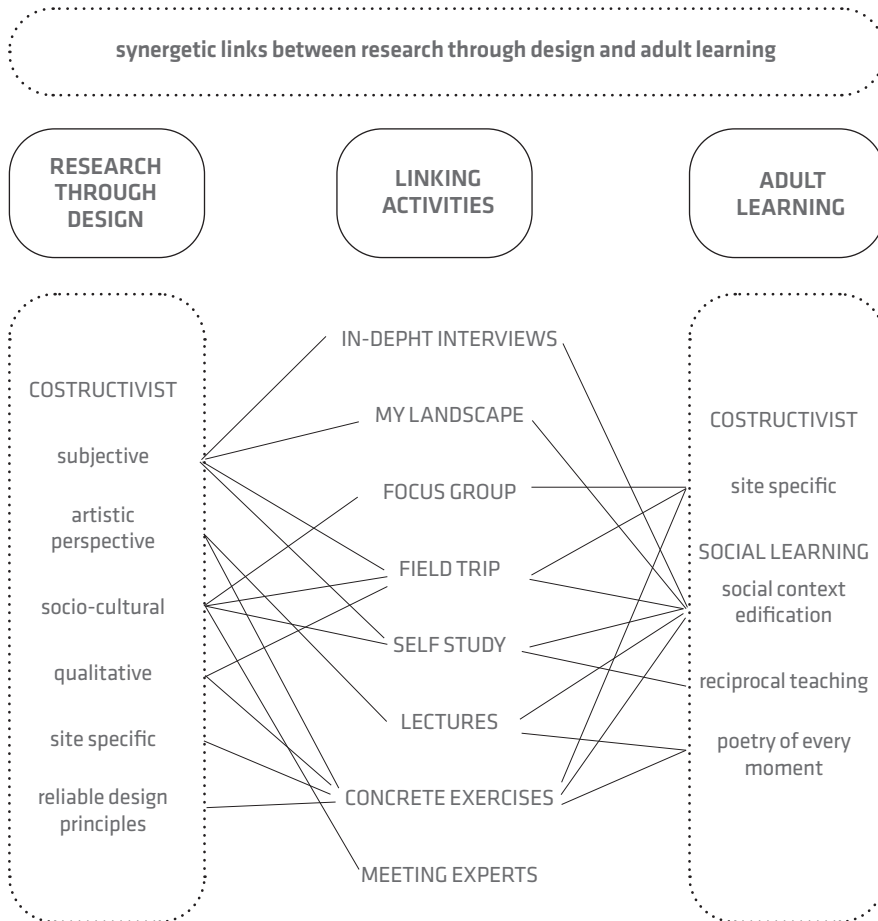 synergetic links between research through design and adult learning
RESEARCH
THROUGH
DESIGN
LINKING
ACTIVITIES
ADULT
LEARNING
COSTRUCTIVIST
subjective
artistic
perspective
socio-cultural
qualitative
site specific
reliable design
principles
IN-DEPHT INTERVIEWS
MY LANDSCAPE
FOCUS GROUP
FIELD TRIP
SELF STUDY
LECTURES
CONCRETE EXERCISES
MEETING EXPERTS
COSTRUCTIVIST
site specific
SOCIAL LEARNING
social context
edification
reciprocal teaching
poetry of every
moment